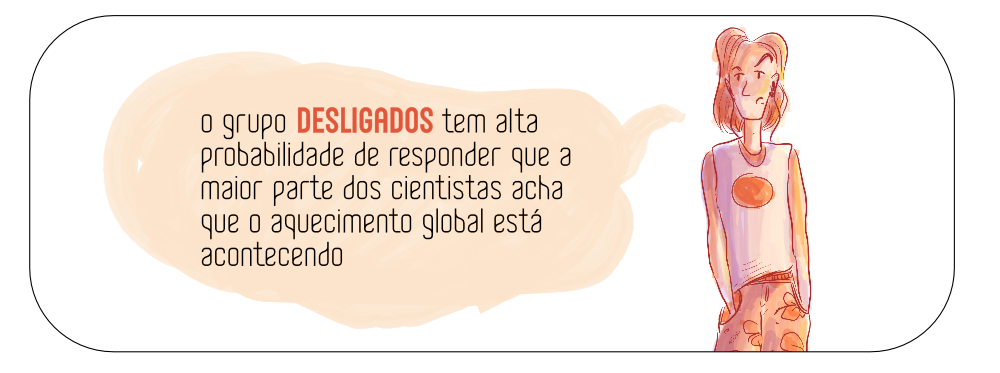 o grupo DESLIGADOS tem alta
probabilidade de responder que a
maior parte dos cientistas acha
que o aquecimento global está
acontecendo